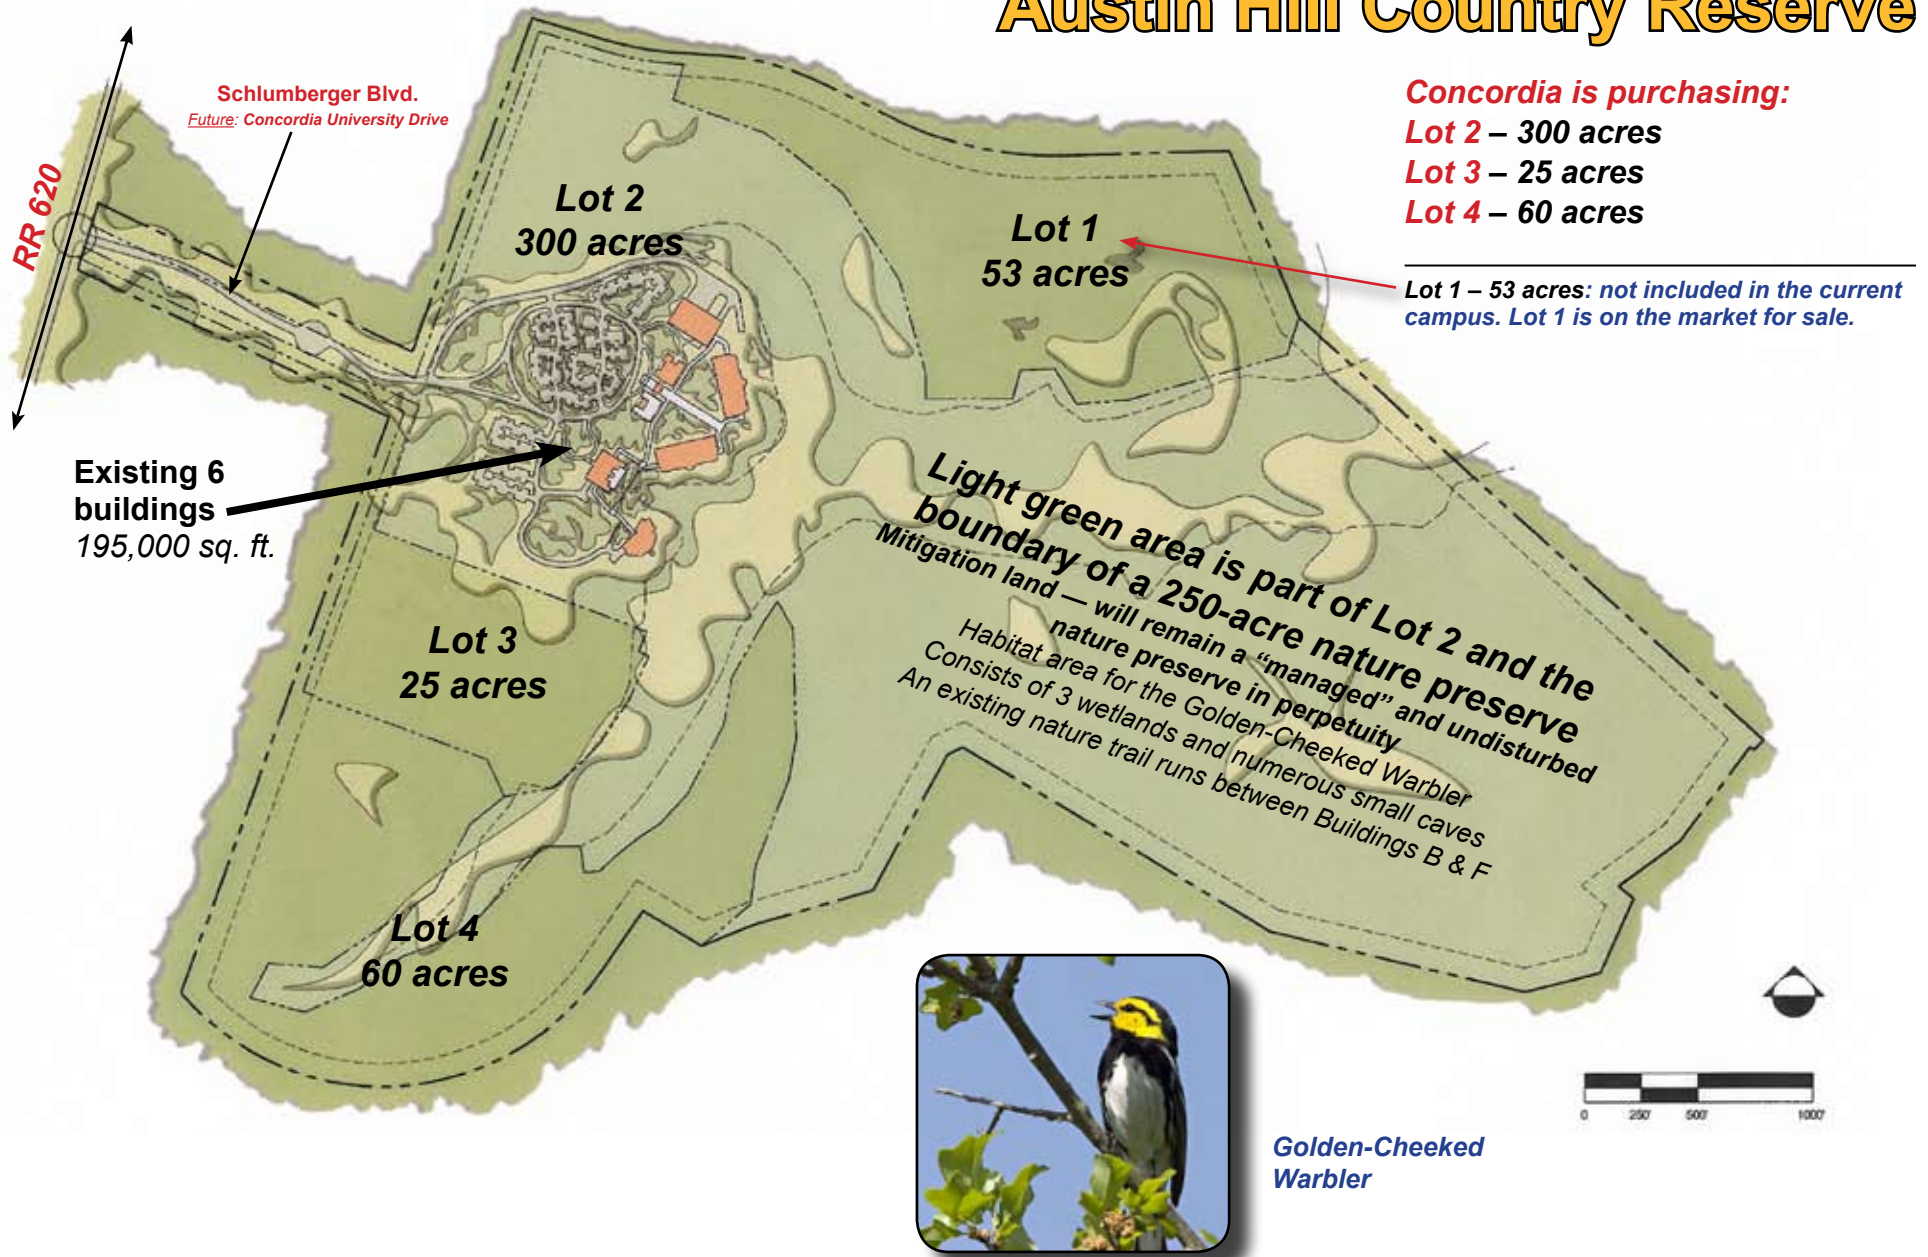 Austin Hill Country Reserve
Schlumberger Blvd.
Future: Concordia University Drive
RR 620
Concordia is purchasing:
Lot 2 – 300 acres
Lot 3 – 25 acres
Lot 4 – 60 acres
Lot 1 – 53 acres: not included in the current
campus. Lot 1 is on the market for sale.
Lot 2
300 acres
Lot 1
53 acres
Existing 6
buildings
195,000 sq. ft.
Light green area is part of Lot 2 and the
boundary of a 250-acre nature preserve
Mitigation land — will remain a “managed” and undisturbed
nature preserve in perpetuity
Habitat area for the Golden-Cheeked Warbler
Consists of 3 wetlands and numerous small caves
An existing nature trail runs between Buildings B & F
Lot 3
25 acres
Lot 4
60 acres
0 250' 500' 1000'
Golden-Cheeked
Warbler